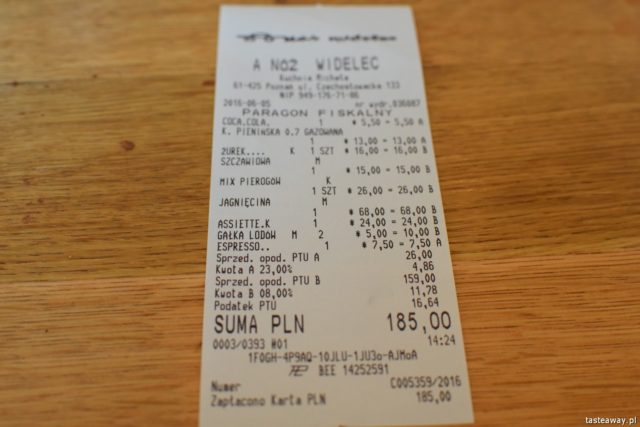 A NÓŻ WIDELEC
Kuchnia Michała
61-425 Poznań ul. Czechosłowacka 133
NIP 949-176-71-86
2016-06-05 nr wydr.036087
PARAGON FISKALNY
COCA.COLA. 1 * 5,50 = 5,50 A
K. PIENIŃSKA 0.7 GAZOWANA
1 * 13,00 = 13,00 A
ŻUREK.... K 1 SZT * 16,00 = 16,00 B
SZCZAWIOWA M
1 * 15,00 = 15,00 B
MIX PIEROGÓW K
1 SZT * 26,00 = 26,00 B
JAGNIĘCINA M
1 * 68,00 = 68,00 B
ASSIETTE.K 1 * 24,00 = 24,00 B
GAŁKA LODÓW M 2 * 5,00 = 10,00 B
ESPRESSO.. 1 * 7,50 = 7,50 A
Sprzed. opod. PTU A 26,00
Kwota A 23,00% 4,86
Sprzed. opod. PTU B 159,00
Kwota B 08,00% 11,78
Podatek PTU 16,64
SUMA PLN 185,00
0003/0393 #01 14:24
1F0GH-4P9AQ-10JLU-1JU3o-AJMoA
BEE 14252591
Numer C005359/2016
Zapłacono Karta PLN 185,00
tasteaway.pl